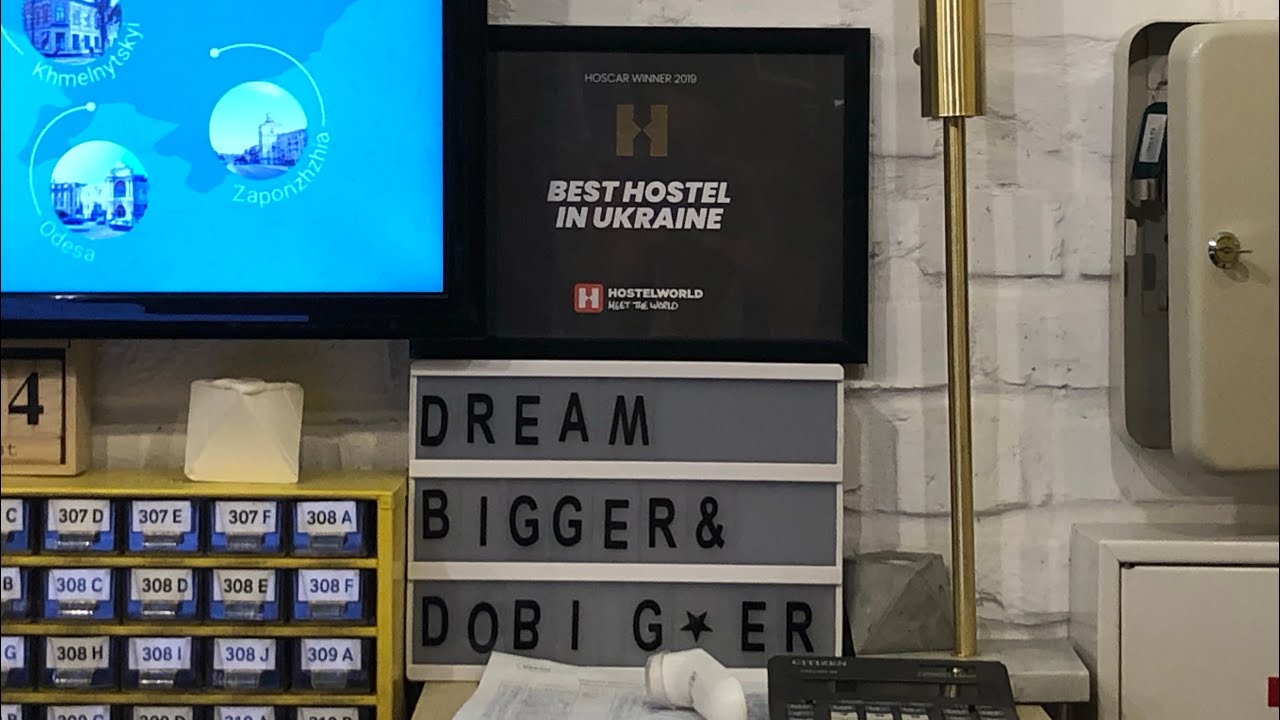 Khmelnytskyi
Zaponzhzhia
Odesa
HOSCAR WINNER 2019
H
BEST HOSTEL
IN UKRAINE
H HOSTELWORLD
MEET THE WORLD
DREAM
BIGGER&
DOBI G★ER
4
C 307 D 307 E 307 F 308 A
B 308 C 308 D 308 E 308 F
G 308 H 308 I 308 J 309 A
CITIZEN